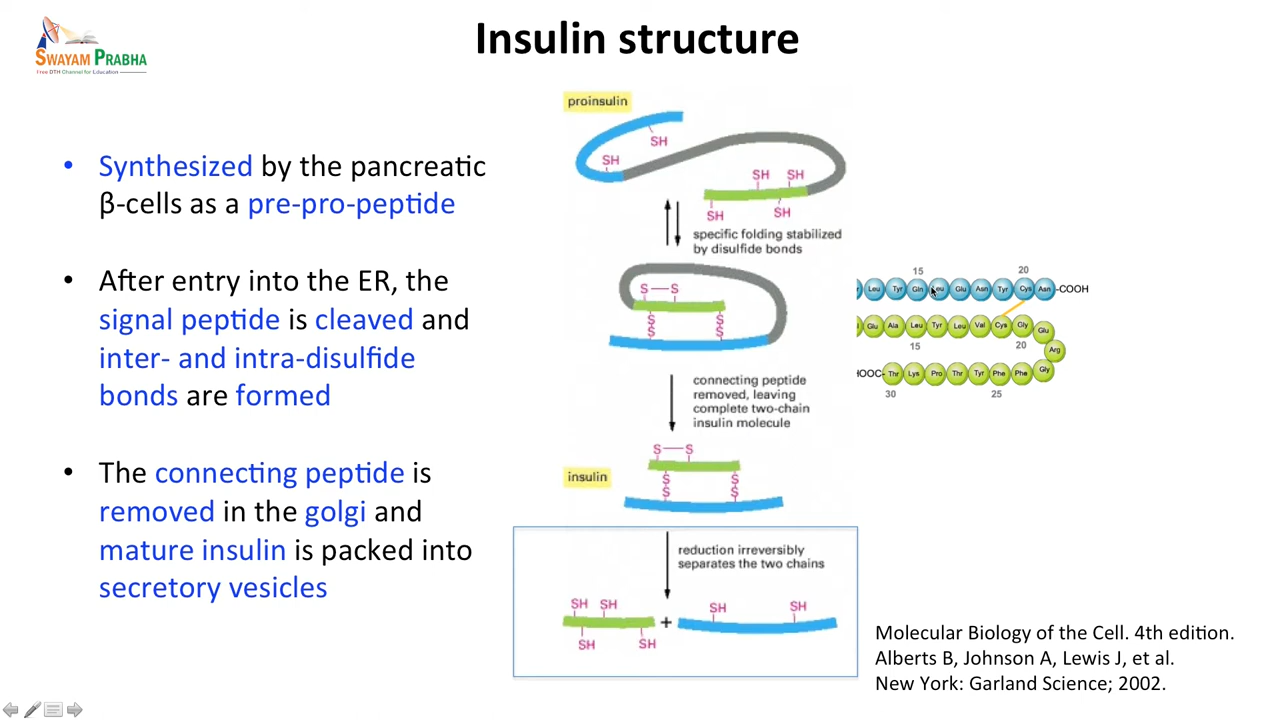 SWAYAM PRABHA
Free DTH Channel for Education
Insulin structure
• Synthesized by the pancreatic
β-cells as a pre-pro-peptide
• After entry into the ER, the
signal peptide is cleaved and
inter- and intra-disulfide
bonds are formed
• The connecting peptide is
removed in the golgi and
mature insulin is packed into
secretory vesicles
proinsulin
SH
SH
SH SH
SH
SH
specific folding stabilized
by disulfide bonds
S S
S S
S S
connecting peptide
removed, leaving
complete two-chain
insulin molecule
S S
insulin
S S
S S
reduction irreversibly
separates the two chains
SH SH
SH SH
+
SH SH
15 20
Leu Tyr Gln Leu Glu Asn Tyr Cys Asn -COOH
Glu Ala Leu Tyr Leu Val Cys Gly Glu
15 20
Arg
HOOC- Thr Lys Pro Thr Tyr Phe Phe Gly
30 25
Molecular Biology of the Cell. 4th edition.
Alberts B, Johnson A, Lewis J, et al.
New York: Garland Science; 2002.